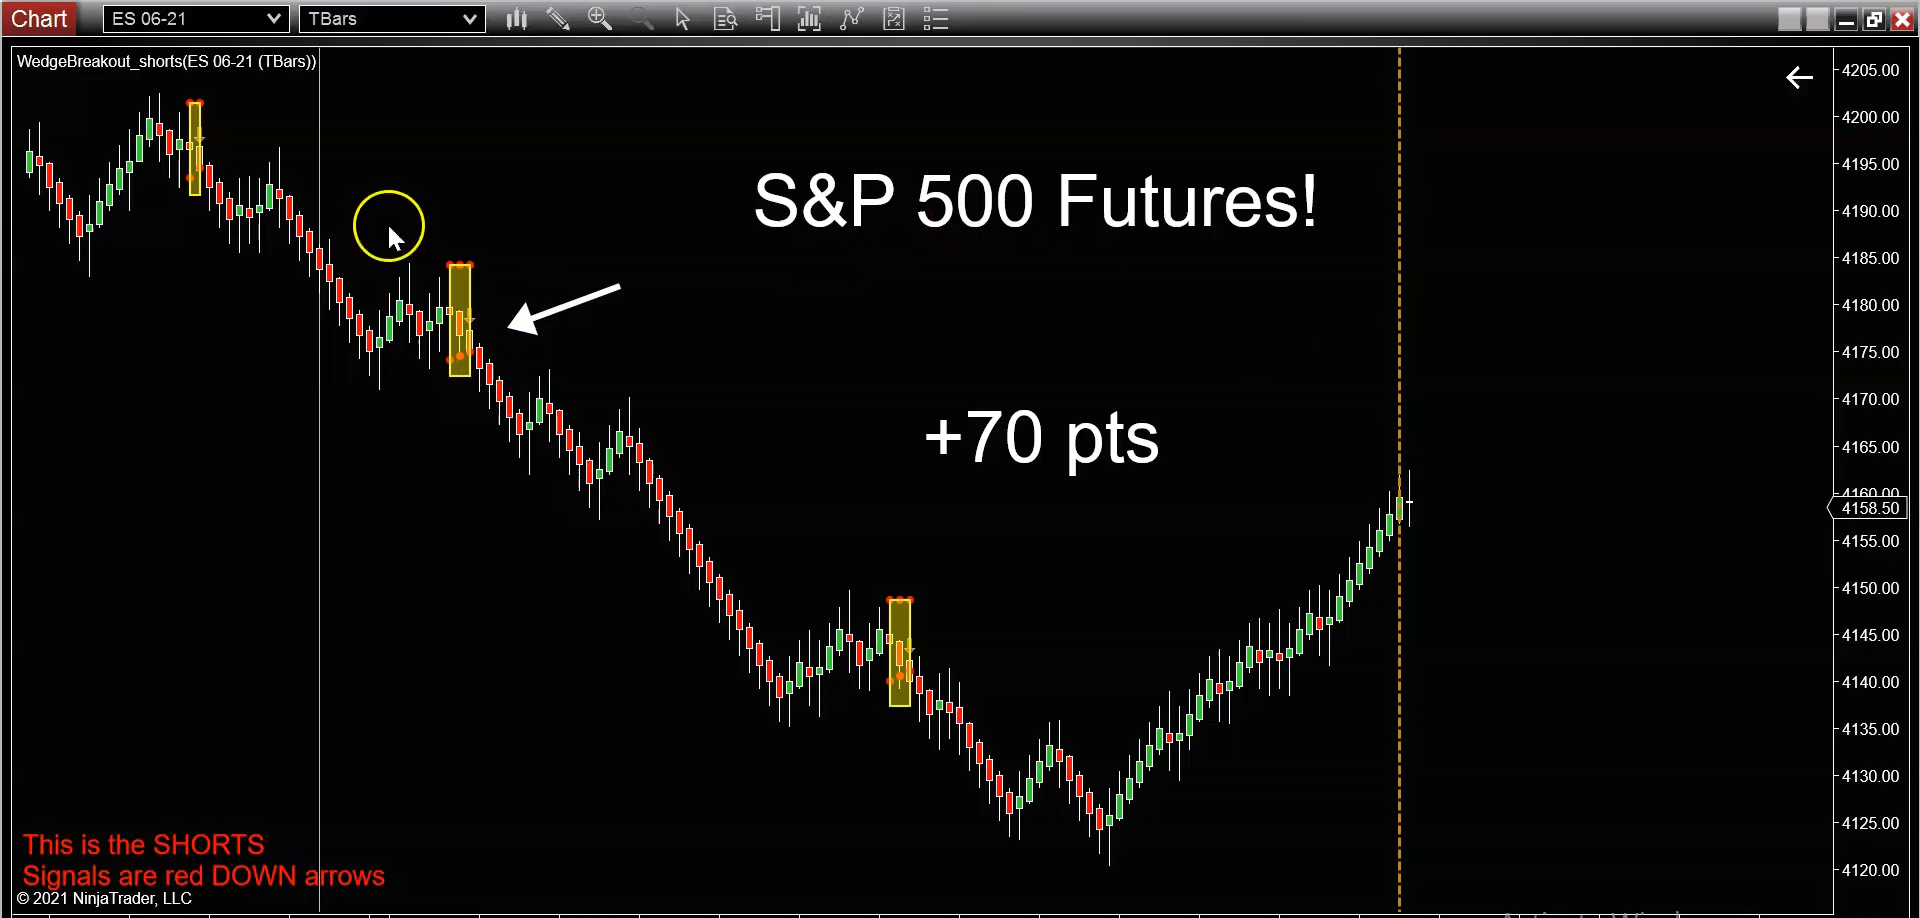 Chart
ES 06-21
TBars
WedgeBreakout_shorts(ES 06-21 (TBars))
S&P 500 Futures!
+70 pts
4205.00
4200.00
4195.00
4190.00
4185.00
4180.00
4175.00
4170.00
4165.00
4160.00
4158.50
4155.00
4150.00
4145.00
4140.00
4135.00
4130.00
4125.00
4120.00
This is the SHORTS
Signals are red DOWN arrows
© 2021 NinjaTrader, LLC